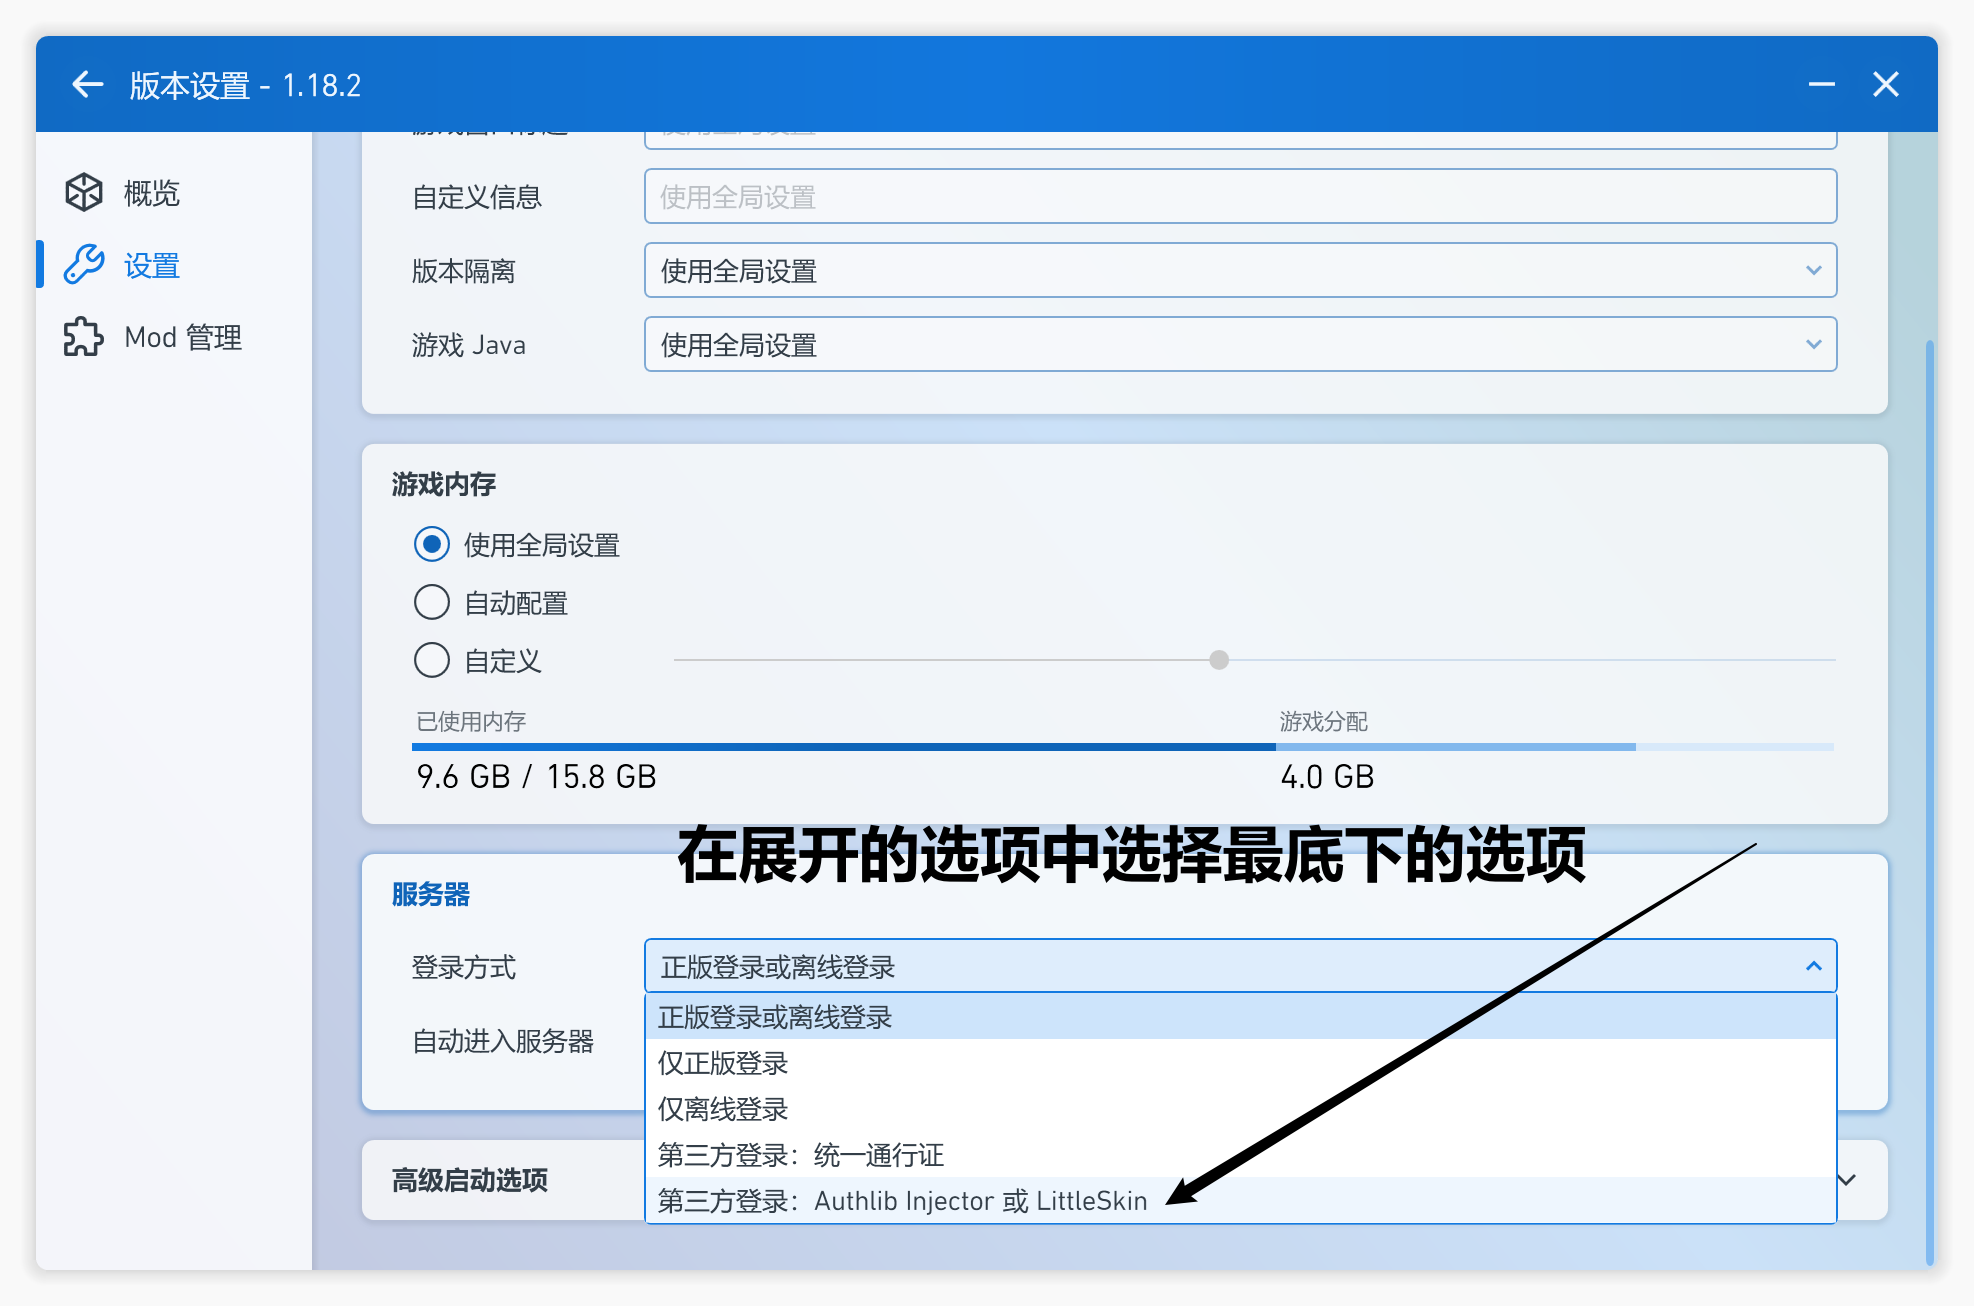 版本设置 - 1.18.2
概览
设置
Mod 管理
自定义信息
使用全局设置
版本隔离
使用全局设置
游戏 Java
使用全局设置
游戏内存
使用全局设置
自动配置
自定义
已使用内存
游戏分配
9.6 GB / 15.8 GB
4.0 GB
在展开的选项中选择最底下的选项
服务器
登录方式
正版登录或离线登录
正版登录或离线登录
自动进入服务器
仅正版登录
仅离线登录
第三方登录：统一通行证
高级启动选项
第三方登录：Authlib Injector 或 LittleSkin